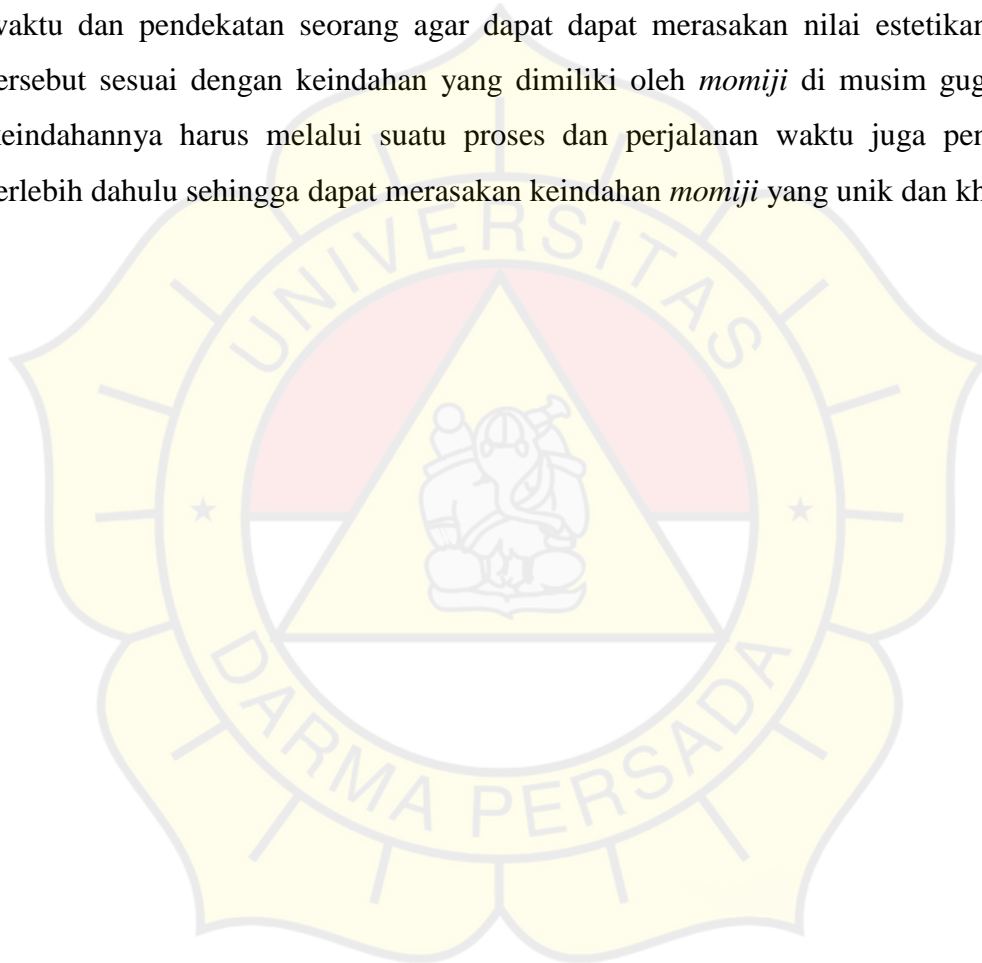 waktu dan pendekatan seorang agar dapat dapat merasakan nilai estetikan
tersebut sesuai dengan keindahan yang dimiliki oleh momiji di musim gug
keindahannya harus melalui suatu proses dan perjalanan waktu juga pen
terlebih dahulu sehingga dapat merasakan keindahan momiji yang unik dan kh
UNIVERSITAS
DARMA PERSADA